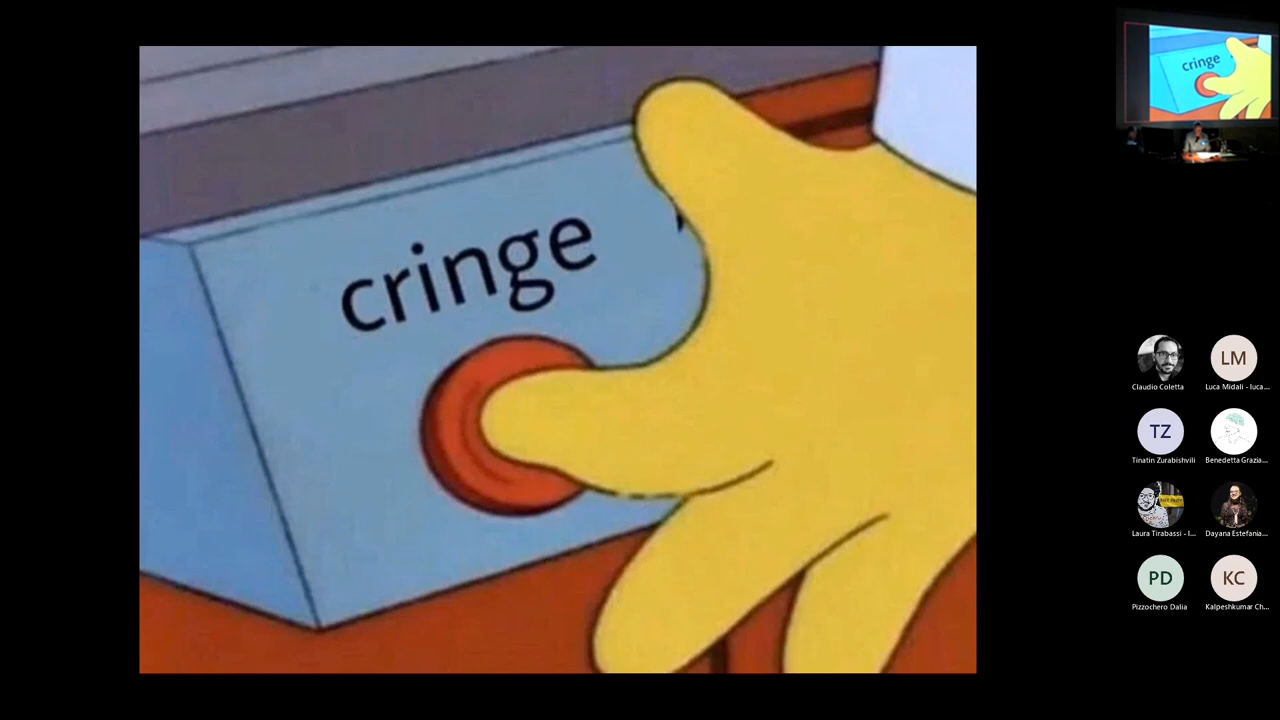 cringe
cringe
Claudio Coletta
LM
Luca Midali - luca...
TZ
Tinatin Zurabishvili
Benedetta Grazia...
Laura Tirabassi - l...
Dayana Estefania...
PD
Pizzochero Dalia
KC
Kalpeshkumar Ch...